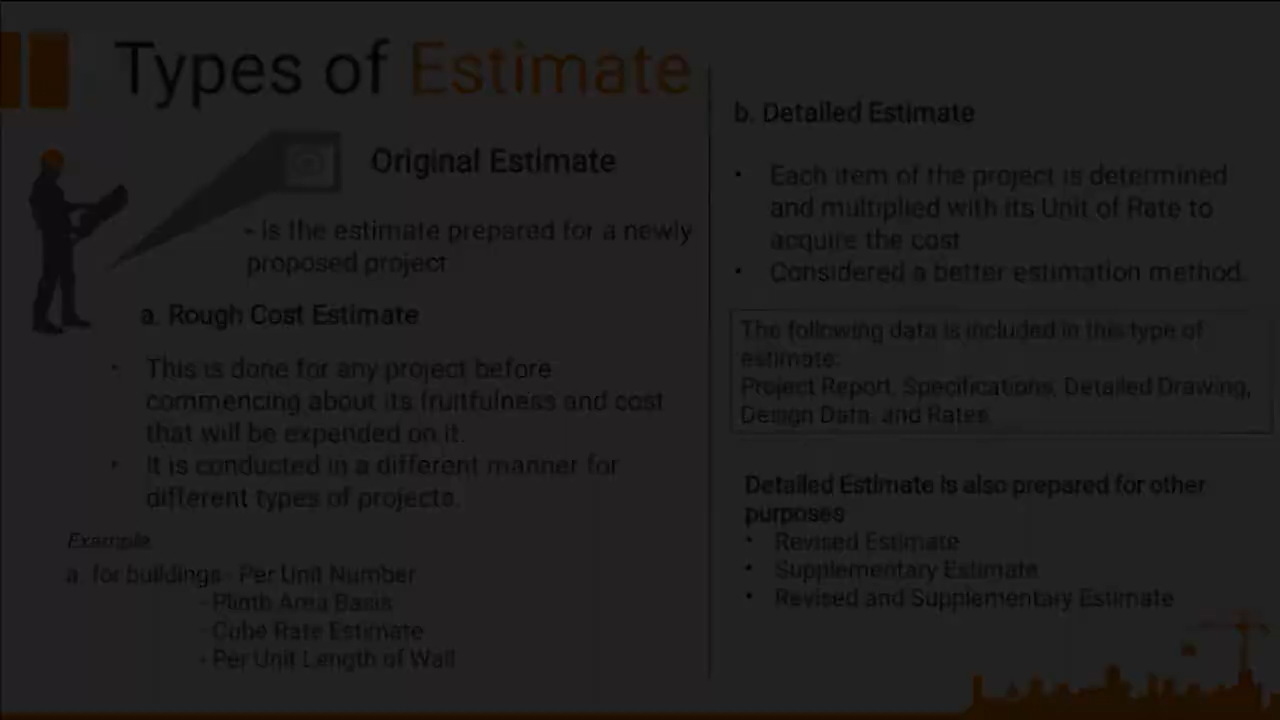 Types of Estimate
Original Estimate
- is the estimate prepared for a newly
proposed project
a. Rough Cost Estimate
• This is done for any project before
commencing about its fruitfulness and cost
that will be expended on it.
• It is conducted in a different manner for
different types of projects.
Example
a. for buildings - Per Unit Number
- Plinth Area Basis
- Cube Rate Estimate
- Per Unit Length of Wall
b. Detailed Estimate
• Each item of the project is determined
and multiplied with its Unit of Rate to
acquire the cost
• Considered a better estimation method.
The following data is included in this type of
estimate:
Project Report, Specifications, Detailed Drawing,
Design Data, and Rates
Detailed Estimate is also prepared for other
purposes
• Revised Estimate
• Supplementary Estimate
• Revised and Supplementary Estimate